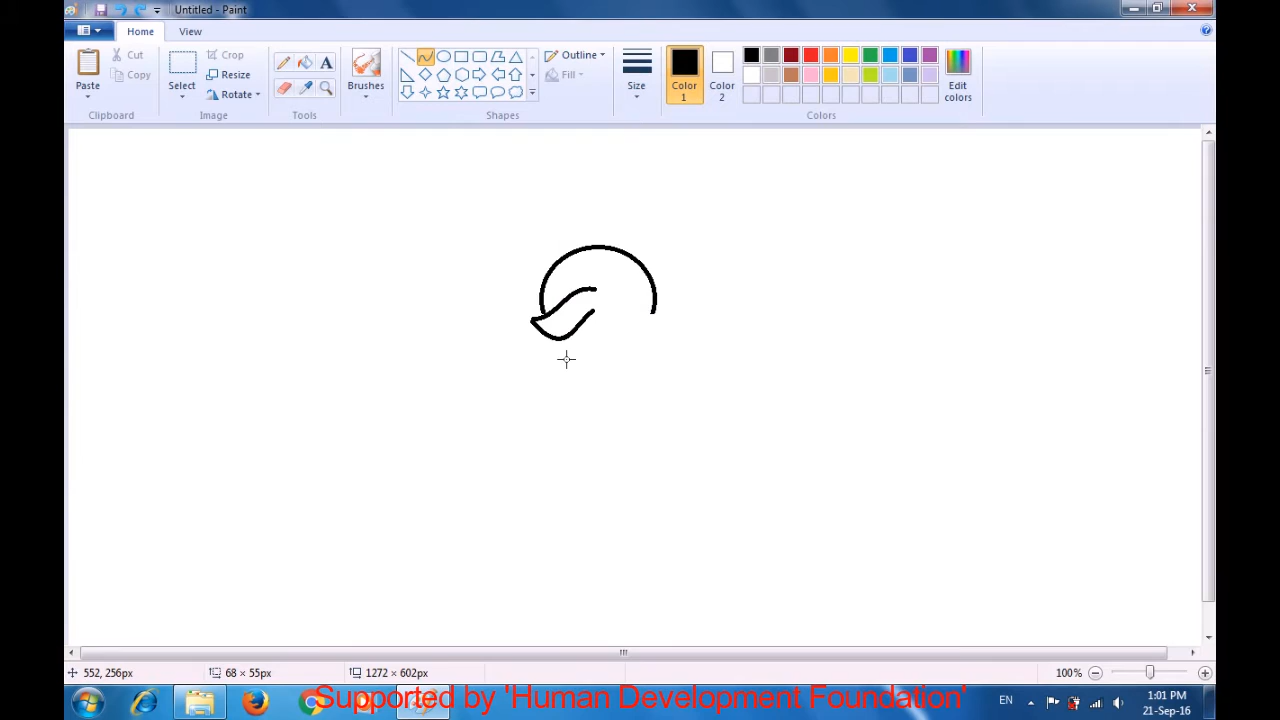 Untitled - Paint
Home View
Paste
Cut
Copy
Clipboard
Select
Crop
Resize
Rotate
Image
A
Tools
Brushes
Outline
Fill
Shapes
Size
Color 1
Color 2
Edit colors
Colors
552, 256px 68 × 55px 1272 × 602px 100%
EN 1:01 PM
21-Sep-16
Supported by 'Human Development Foundation'